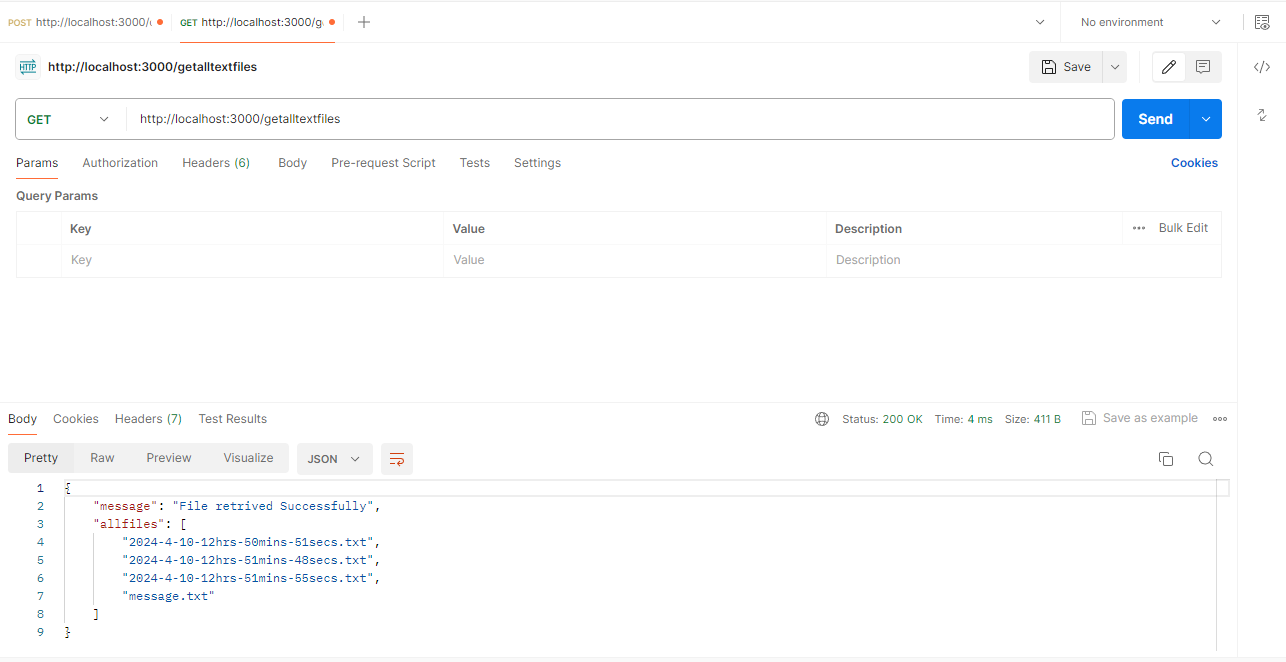 POST http://localhost:3000/ GET http://localhost:3000/g No environment
HTTP http://localhost:3000/getalltextfiles Save
GET http://localhost:3000/getalltextfiles Send
Params Authorization Headers (6) Body Pre-request Script Tests Settings Cookies
Query Params
Key Value Description Bulk Edit
Key Value Description
Body Cookies Headers (7) Test Results Status: 200 OK Time: 4 ms Size: 411 B Save as example
Pretty Raw Preview Visualize JSON
1 {
2 "message": "File retrived Successfully",
3 "allfiles": [
4 "2024-4-10-12hrs-50mins-51secs.txt",
5 "2024-4-10-12hrs-51mins-48secs.txt",
6 "2024-4-10-12hrs-51mins-55secs.txt",
7 "message.txt"
8 ]
9 }